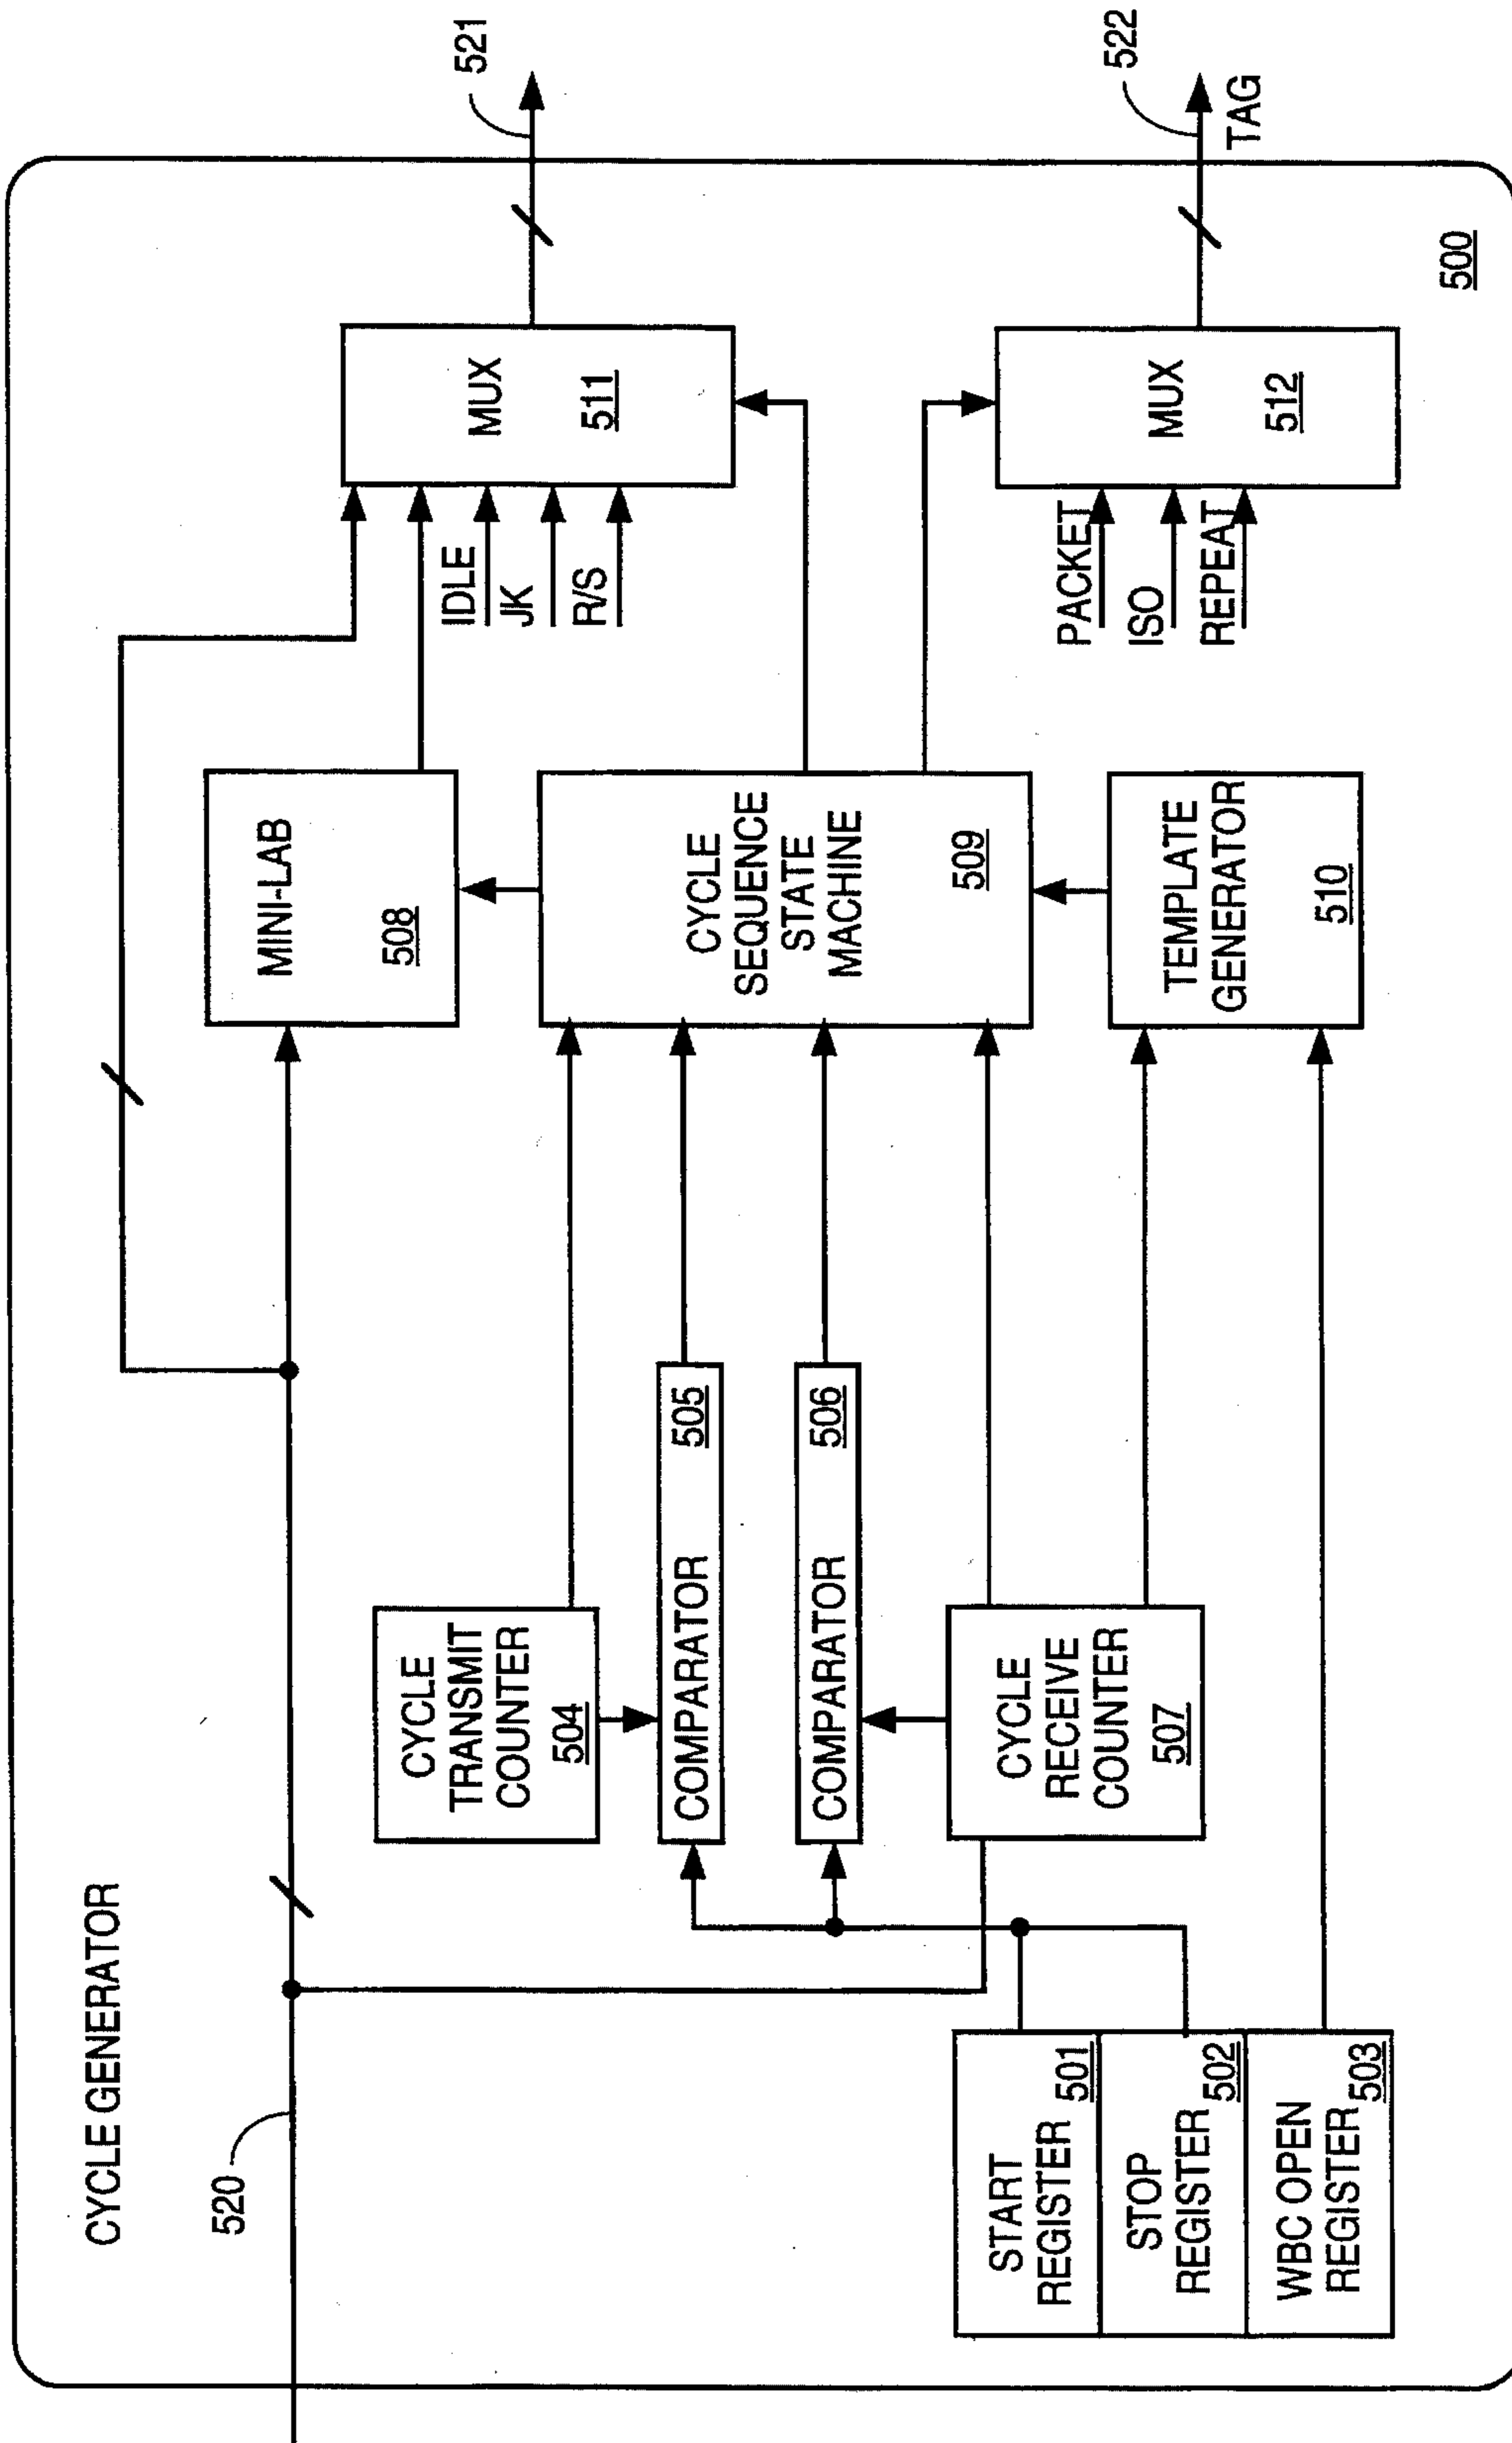 CYCLE GENERATOR
520
521
522
TAG
500
MINI-LAB
508
IDLE
JK
R/S
MUX
511
CYCLE
TRANSMIT
COUNTER
504
COMPARATOR 505
COMPARATOR 506
CYCLE
RECEIVE
COUNTER
507
CYCLE
SEQUENCE
STATE
MACHINE
509
TEMPLATE
GENERATOR
510
PACKET
ISO
REPEAT
MUX
512
START
REGISTER 501
STOP
REGISTER 502
WBC OPEN
REGISTER 503